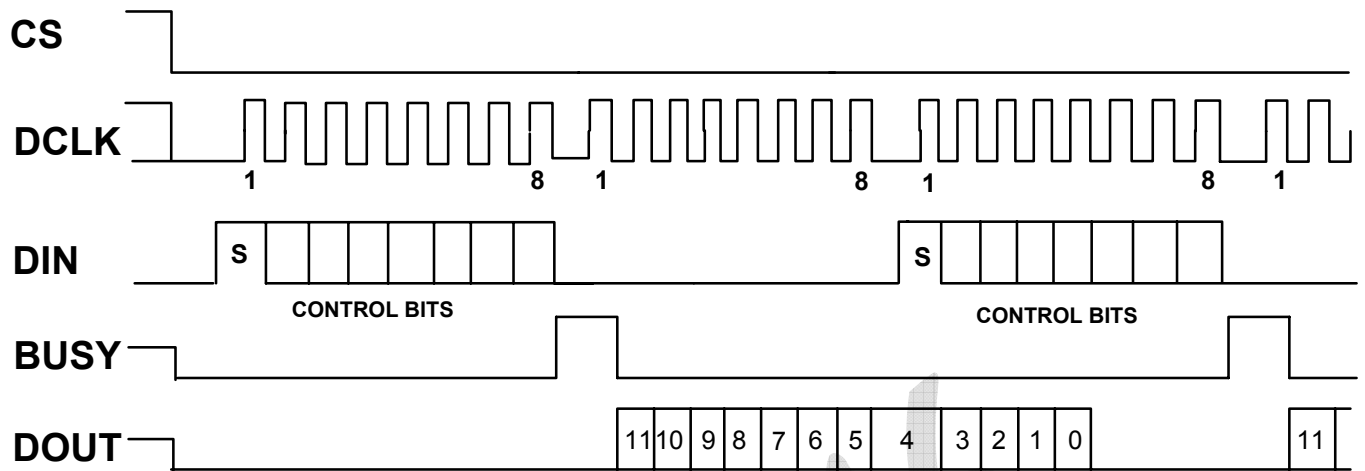 CS
DCLK
1 8 1 8 1 8 1
DIN
S S
CONTROL BITS CONTROL BITS
BUSY
DOUT
11 10 9 8 7 6 5 4 3 2 1 0 11